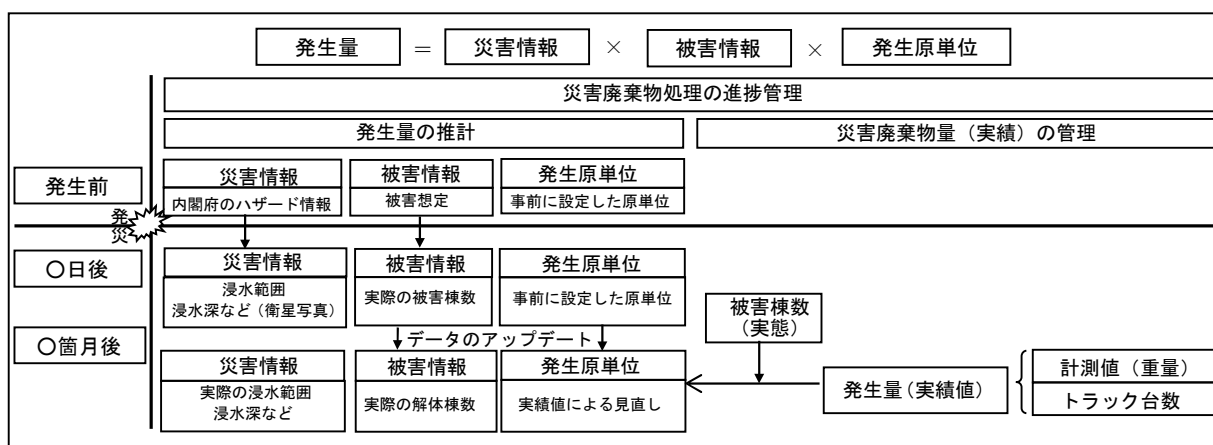 発生量 = 災害情報 × 被害情報 × 発生原単位
災害廃棄物処理の進捗管理
発生量の推計
災害廃棄物量（実績）の管理
発生前
災害情報
内閣府のハザード情報
被害情報
被害想定
発生原単位
事前に設定した原単位
発災
〇日後
災害情報
浸水範囲
浸水深など（衛星写真）
被害情報
実際の被害棟数
発生原単位
事前に設定した原単位
データのアップデート
被害棟数
（実態）
〇箇月後
災害情報
実際の浸水範囲
浸水深など
被害情報
実際の解体棟数
発生原単位
実績値による見直し
発生量（実績値）
計測値（重量）
トラック台数